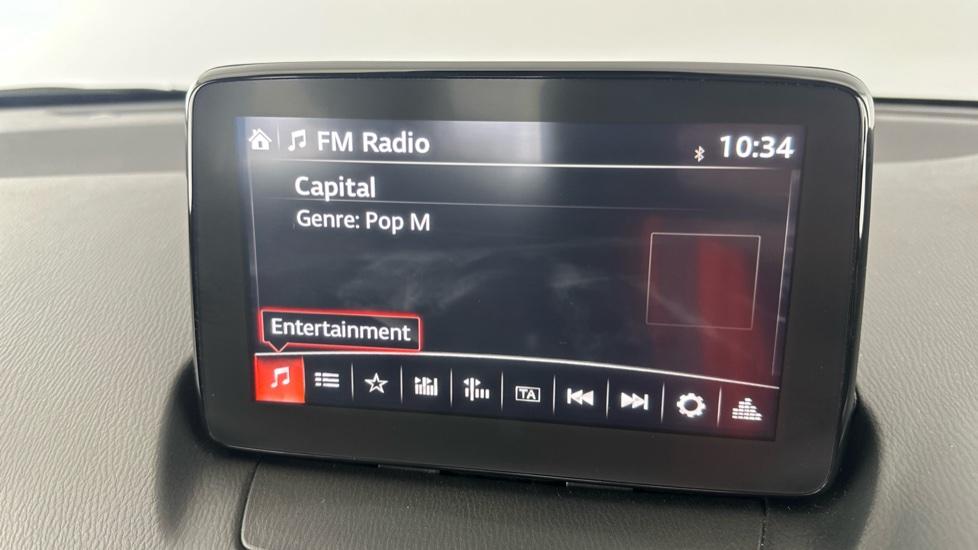 FM Radio
10:34
Capital
Genre: Pop M
Entertainment
TA